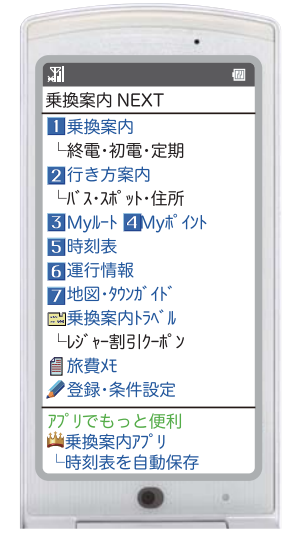 乗換案内 NEXT
1 乗換案内
└終電・初電・定期
2 行き方案内
└ﾊﾞｽ・ｽﾎﾟｯﾄ・住所
3 Myﾙｰﾄ 4 Myﾎﾟｲﾝﾄ
5 時刻表
6 運行情報
7 地図・ﾀｳﾝｶﾞｲﾄﾞ
乗換案内ﾄﾗﾍﾞﾙ
└ﾚｼﾞｬｰ割引ｸｰﾎﾟﾝ
旅費ﾒﾓ
登録・条件設定
ｱﾌﾟﾘでもっと便利
乗換案内ｱﾌﾟﾘ
└時刻表を自動保存